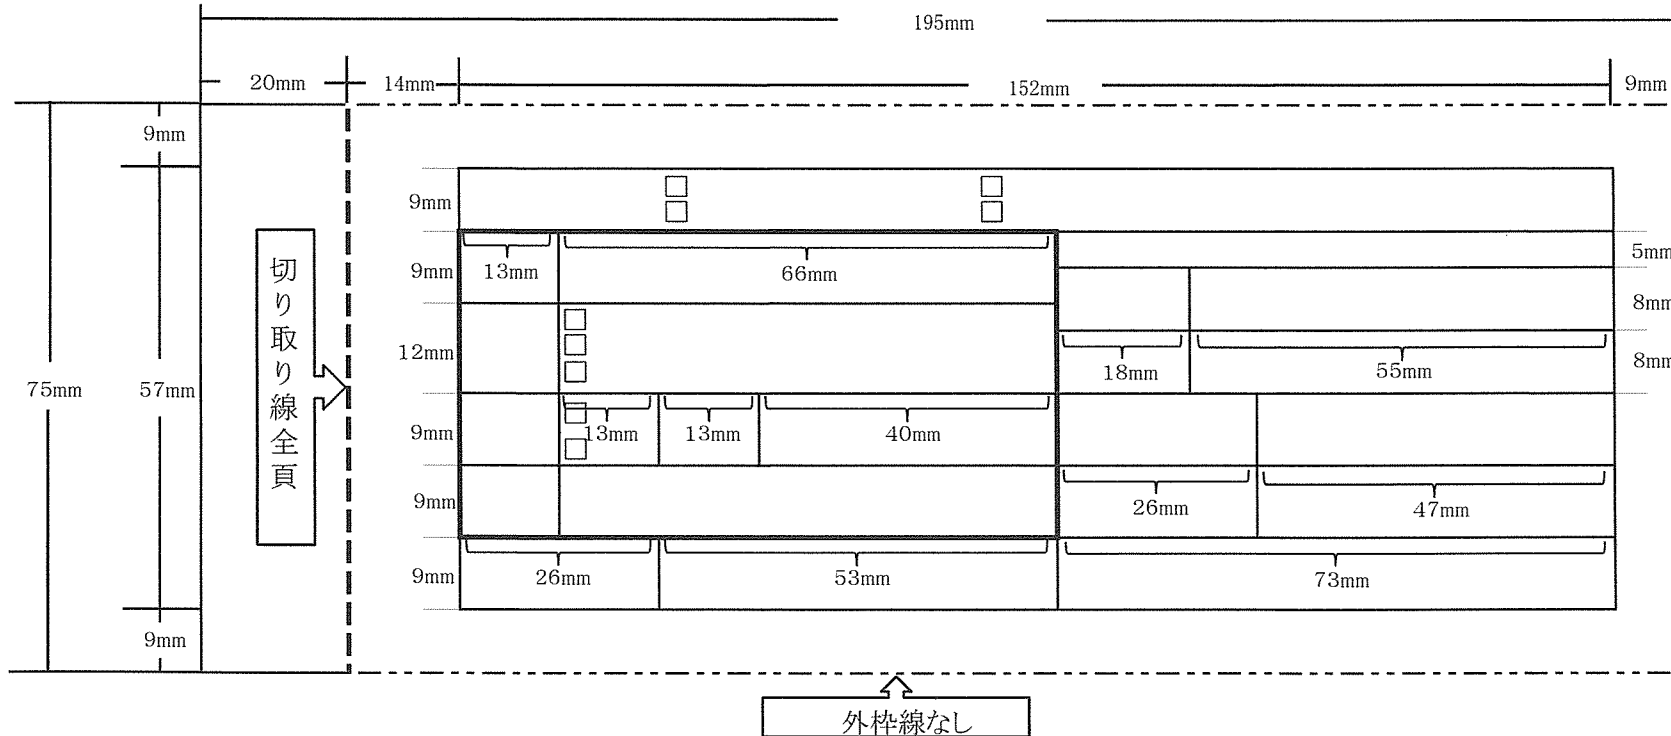 195mm
20mm 14mm 152mm 9mm
9mm
9mm
5mm
9mm 13mm 66mm
8mm
12mm
18mm 55mm 8mm
75mm 57mm
切り取り線全頁
9mm 13mm 13mm 40mm
9mm 26mm 47mm
9mm 26mm 53mm 73mm
9mm
外枠線なし